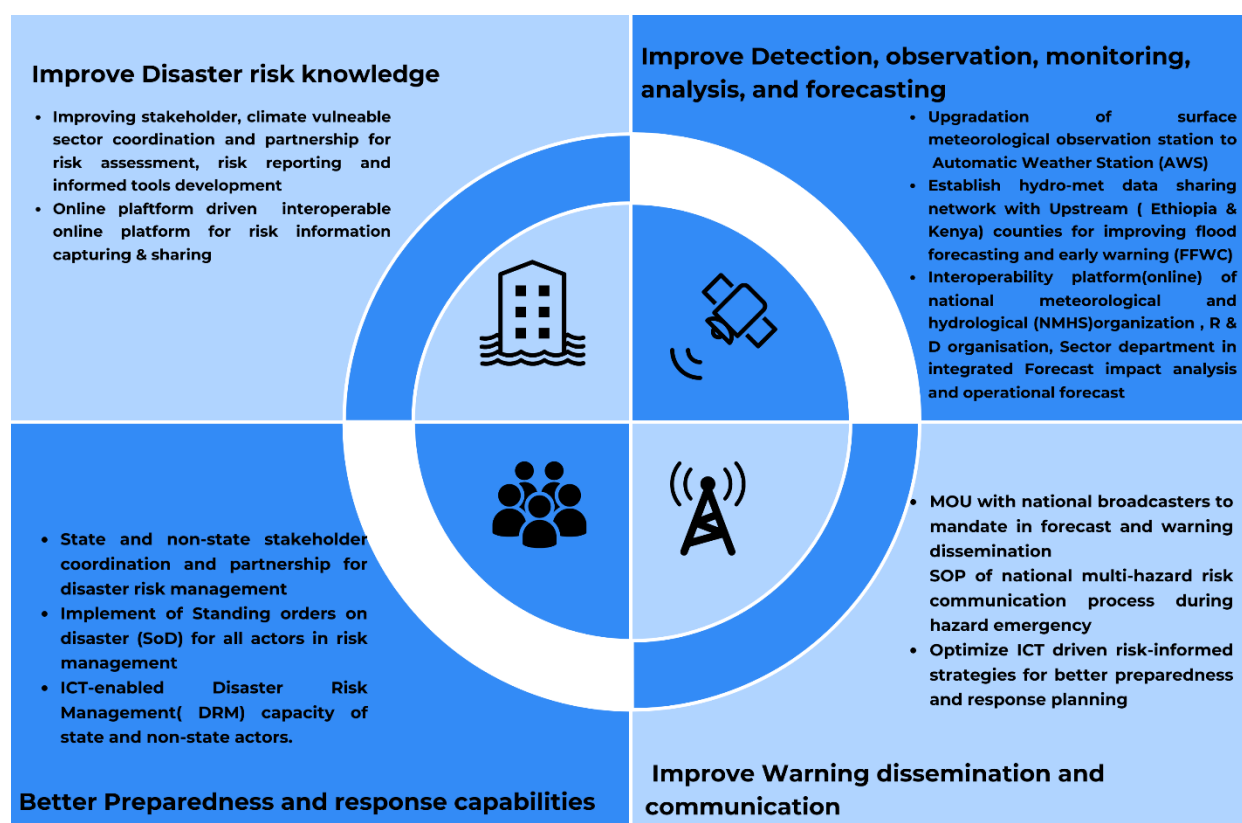 Improve Disaster risk knowledge
• Improving stakeholder, climate vulneable
sector coordination and partnership for
risk assessment, risk reporting and
informed tools development
• Online plaftform driven interoperable
online platform for risk information
capturing & sharing
Improve Detection, observation, monitoring,
analysis, and forecasting
• Upgradation of surface
meteorological observation station to
Automatic Weather Station (AWS)
• Establish hydro-met data sharing
network with Upstream ( Ethiopia &
Kenya) counties for improving flood
forecasting and early warning (FFWC)
• Interoperability platform(online) of
national meteorological and
hydrological (NMHS)organization , R &
D organisation, Sector department in
integrated Forecast impact analysis
and operational forecast
• State and non-state stakeholder
coordination and partnership for
disaster risk management
• Implement of Standing orders on
disaster (SoD) for all actors in risk
management
• ICT-enabled Disaster Risk
Management( DRM) capacity of
state and non-state actors.
Better Preparedness and response capabilities
• MOU with national broadcasters to
mandate in forecast and warning
dissemination
SOP of national multi-hazard risk
communication process during
hazard emergency
• Optimize ICT driven risk-informed
strategies for better preparedness
and response planning
Improve Warning dissemination and
communication